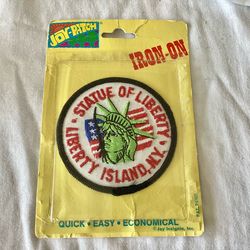 JOY-PATCH
IRON-ON
STATUE OF LIBERTY
LIBERTY ISLAND, N.Y.
QUICK • EASY • ECONOMICAL
© Joy Insignia, Inc.